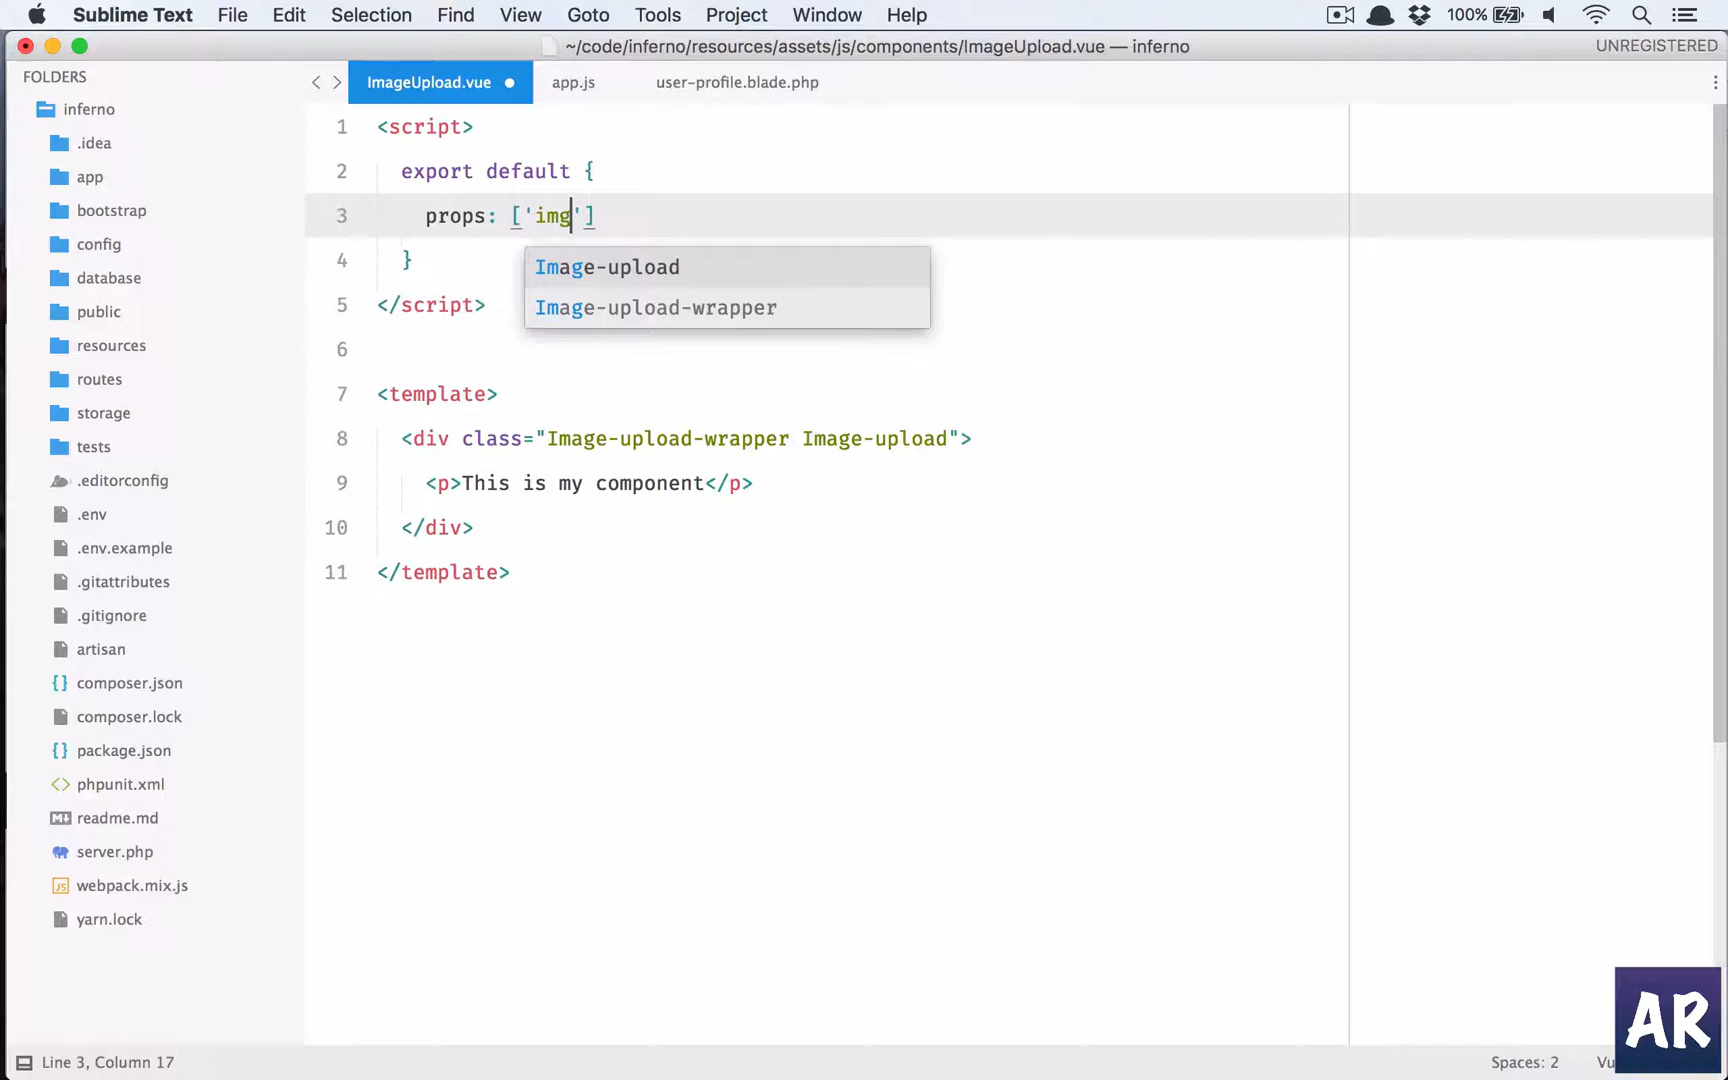 Sublime Text File Edit Selection Find View Goto Tools Project Window Help 100%
~/code/inferno/resources/assets/js/components/ImageUpload.vue — inferno UNREGISTERED
FOLDERS
inferno
.idea
app
bootstrap
config
database
public
resources
routes
storage
tests
.editorconfig
.env
.env.example
.gitattributes
.gitignore
artisan
composer.json
composer.lock
package.json
phpunit.xml
readme.md
server.php
webpack.mix.js
yarn.lock
ImageUpload.vue app.js user-profile.blade.php
1 <script>
2 export default {
3 props: ['img']
4 }
5 </script>
6
7 <template>
8 <div class="Image-upload-wrapper Image-upload">
9 <p>This is my component</p>
10 </div>
11 </template>
Image-upload
Image-upload-wrapper
Line 3, Column 17 Spaces: 2
AR